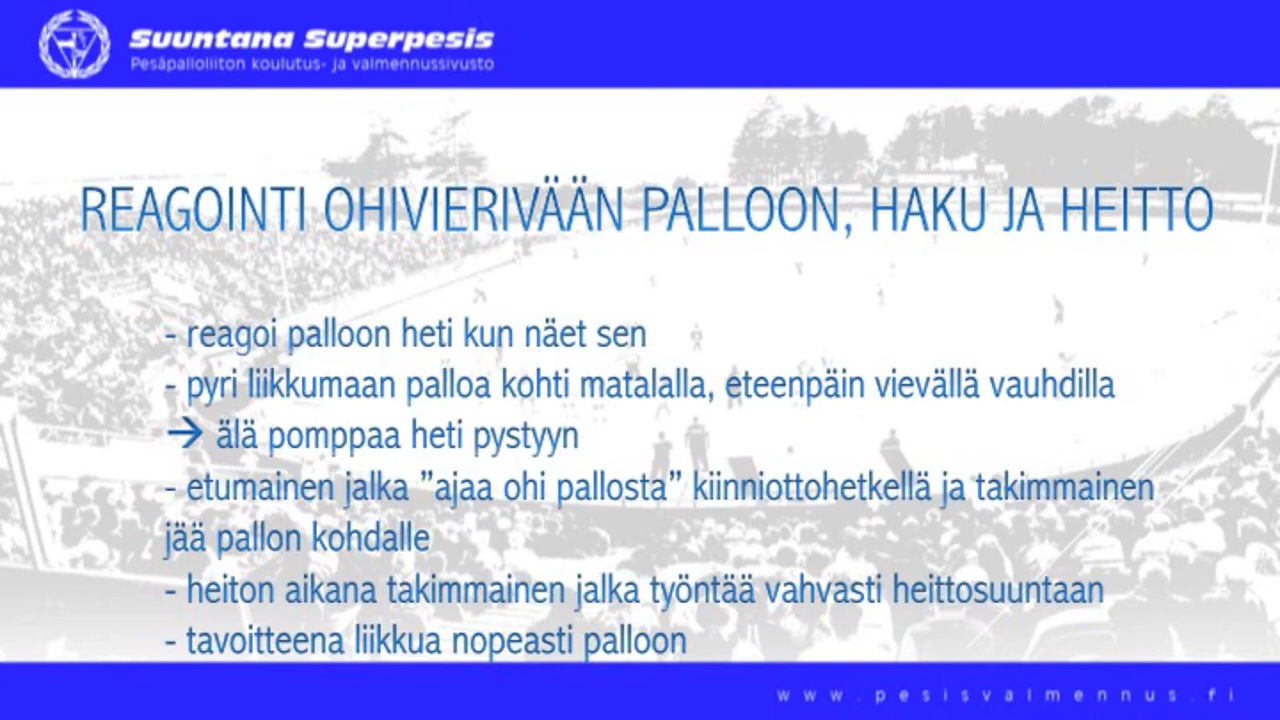 Suuntana Superpesis
Pesäpalloliiton koulutus- ja valmennussivusto
REAGOINTI OHIVIERIVÄÄN PALLOON, HAKU JA HEITTO
- reagoi palloon heti kun näet sen
- pyri liikkumaan palloa kohti matalalla, eteenpäin vievällä vauhdilla
→ älä pomppaa heti pystyyn
- etumainen jalka ”ajaa ohi pallosta” kiinniottohetkellä ja takimmainen
jää pallon kohdalle
- heiton aikana takimmainen jalka työntää vahvasti heittosuuntaan
- tavoitteena liikkua nopeasti palloon
www.pesisvalmennus.fi